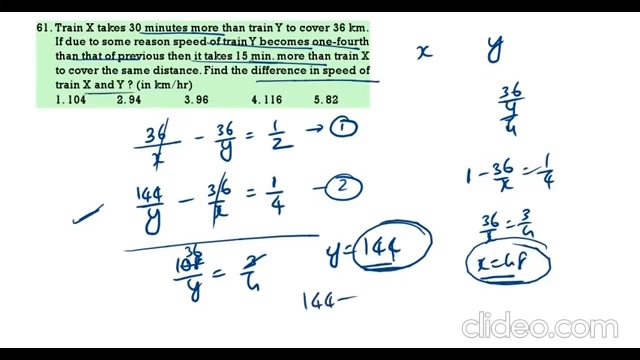 61. Train X takes 30 minutes more than train Y to cover 36 km.
If due to some reason speed of train Y becomes one-fourth
than that of previous then it takes 15 min. more than train X
to cover the same distance. Find the difference in speed of
train X and Y ? (in km/hr)
1. 104 2. 94 3. 96 4. 116 5. 82
x y
36/(y/4)
36/x − 36/y = 1/2 → ①
1 − 36/x = 1/4
144/y − 36/x = 1/4 − ②
36/x = 3/4
108 36/y = 3/4
y = 144
x = 48
144 −
clideo.com